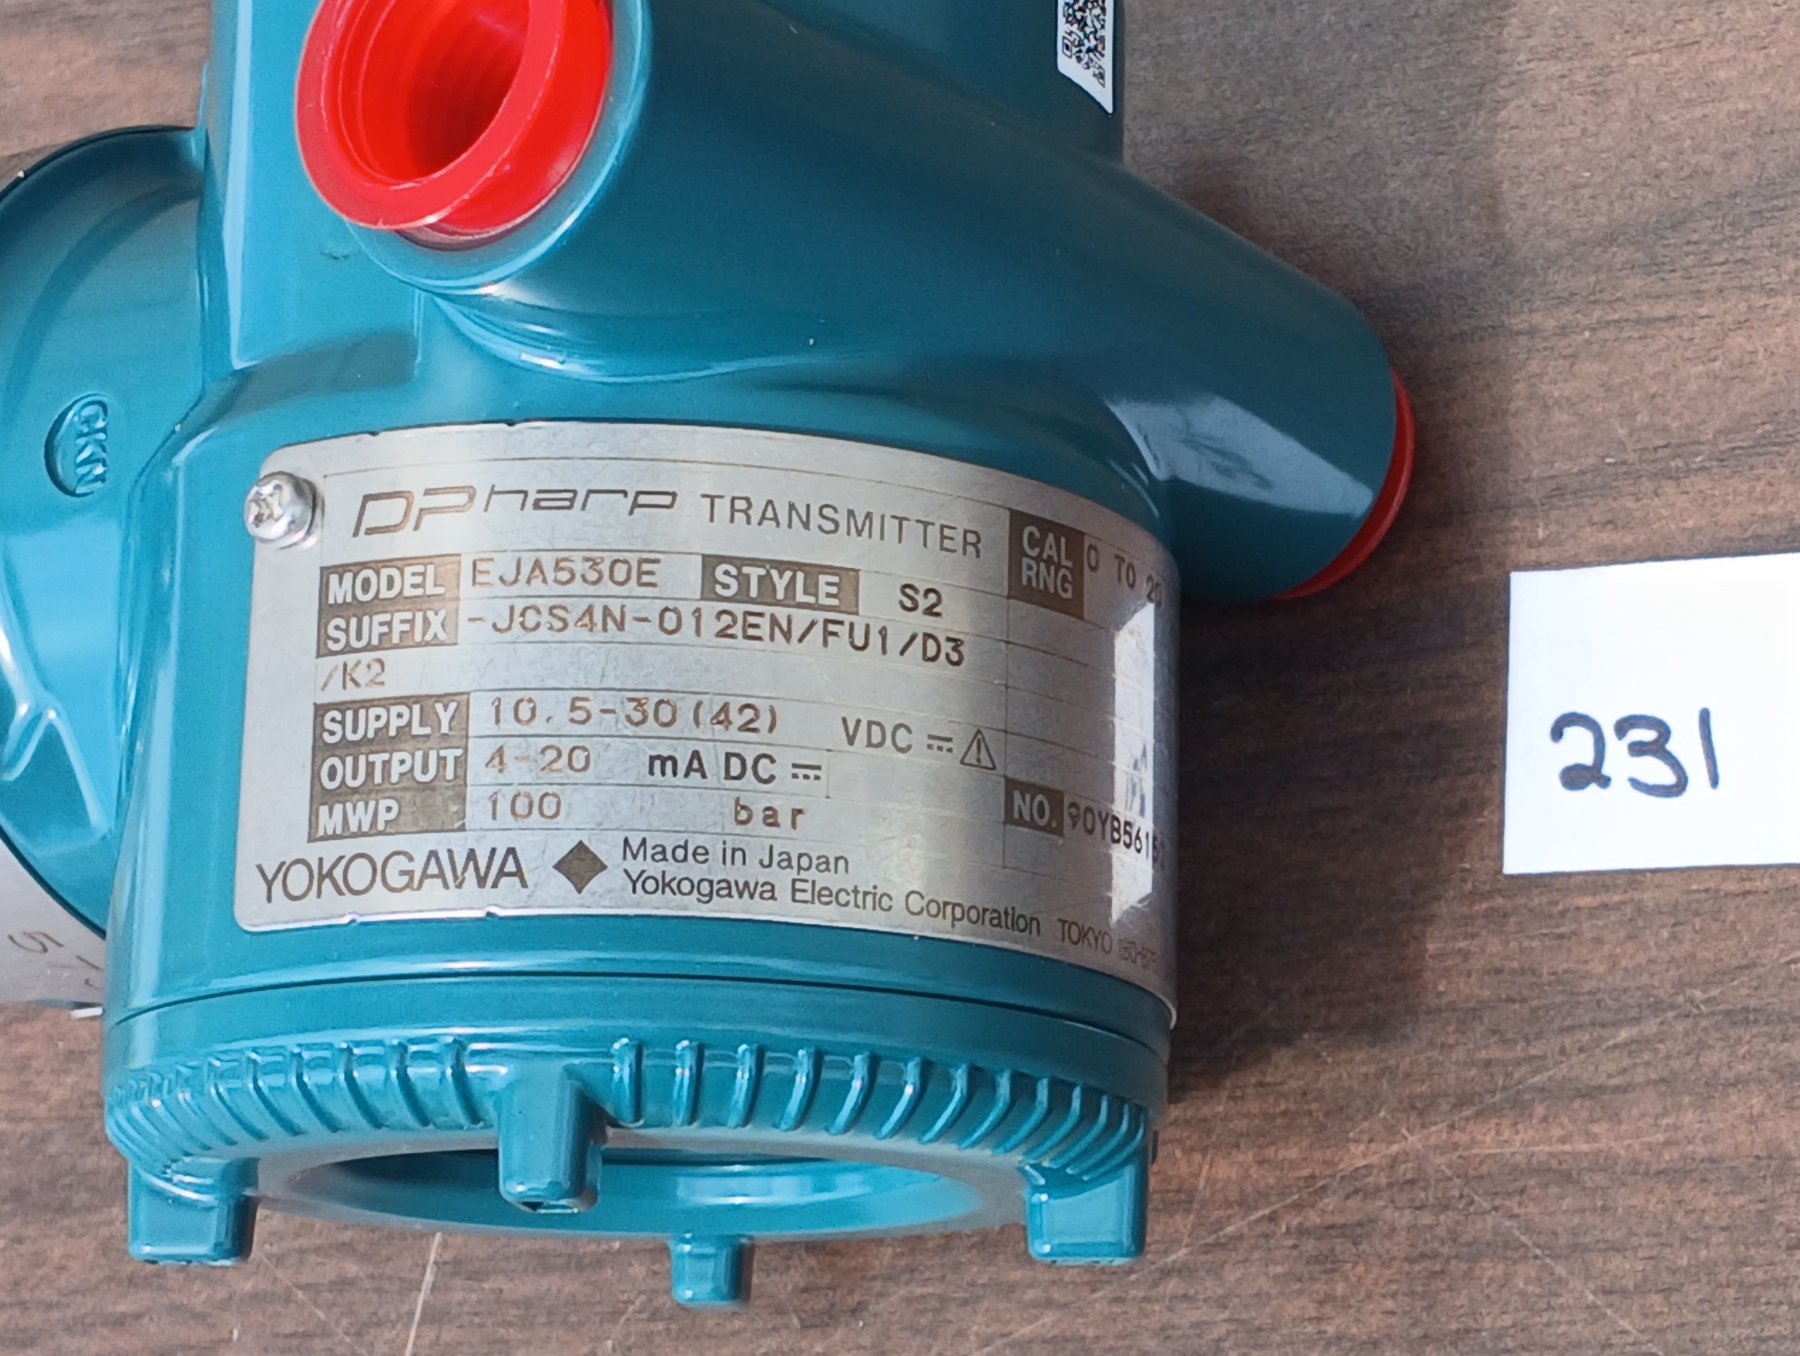 CKN
DPharp TRANSMITTER
CAL RNG 0 TO 20
MODEL EJA530E STYLE S2
SUFFIX -JCS4N-012EN/FU1/D3
/K2
SUPPLY 10.5-30(42) VDC
OUTPUT 4-20 mA DC
MWP 100 bar
NO.
YOKOGAWA
Made in Japan
Yokogawa Electric Corporation TOKYO
231